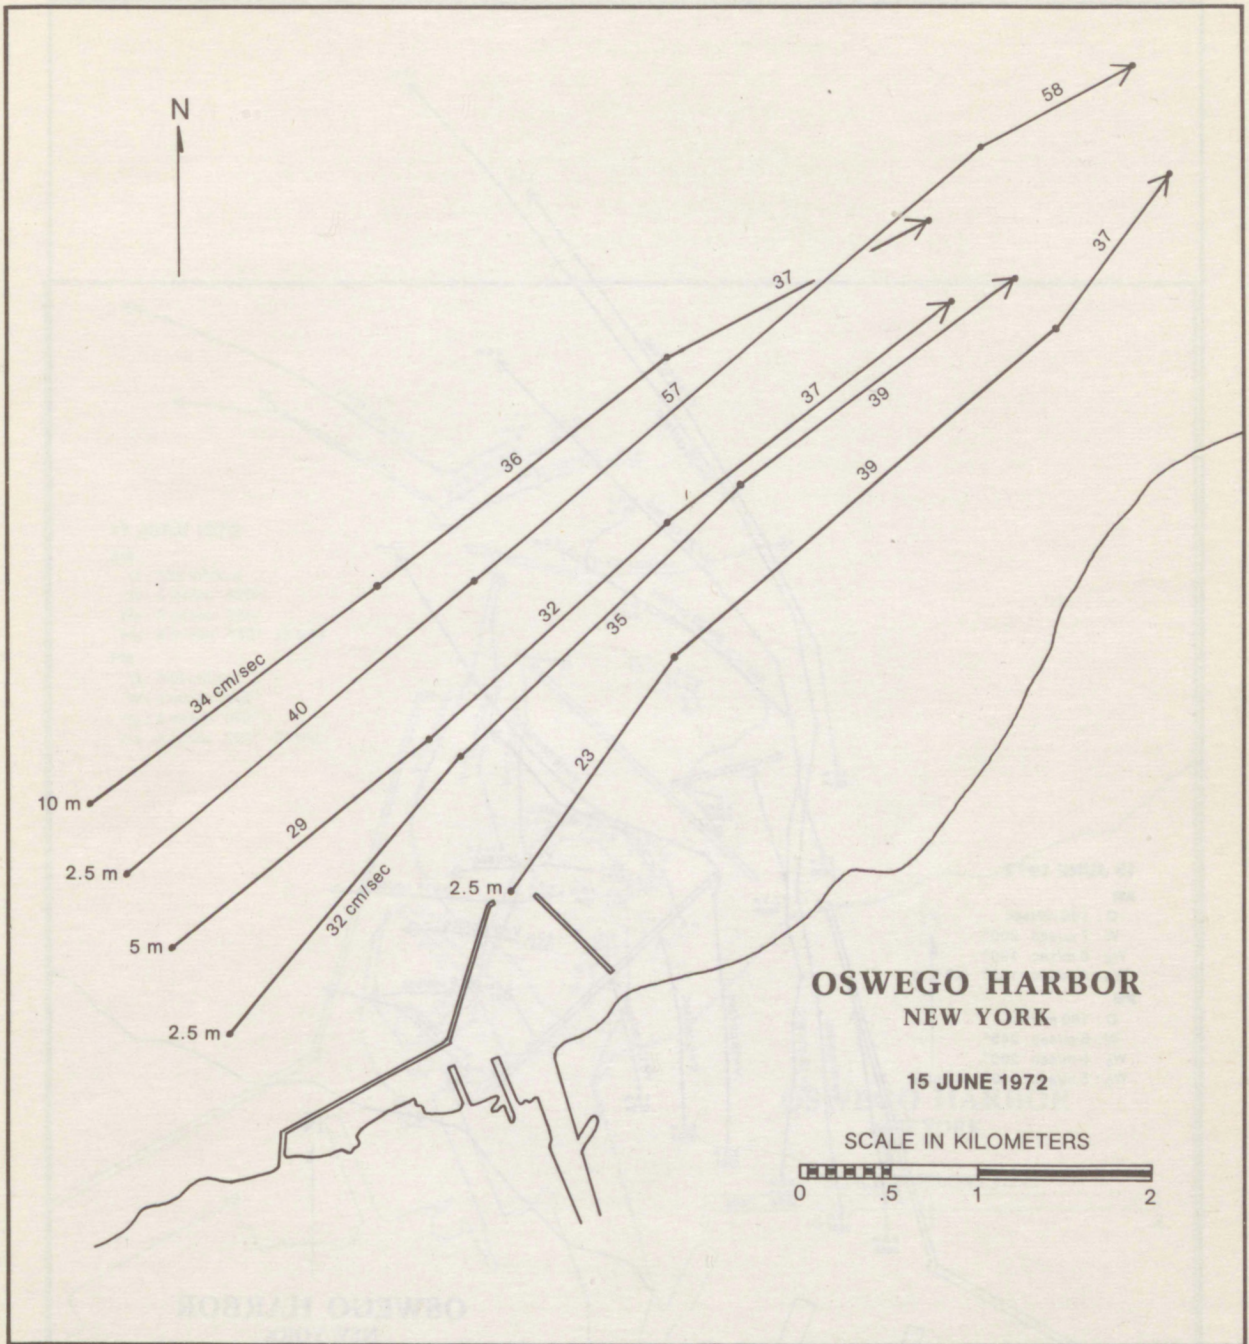 N
58
37
37
57
37
39
36
39
32
35
34 cm/sec
40
23
10 m
29
2.5 m
2.5 m
32 cm/sec
5 m
2.5 m
OSWEGO HARBOR
NEW YORK
15 JUNE 1972
SCALE IN KILOMETERS
0 .5 1 2